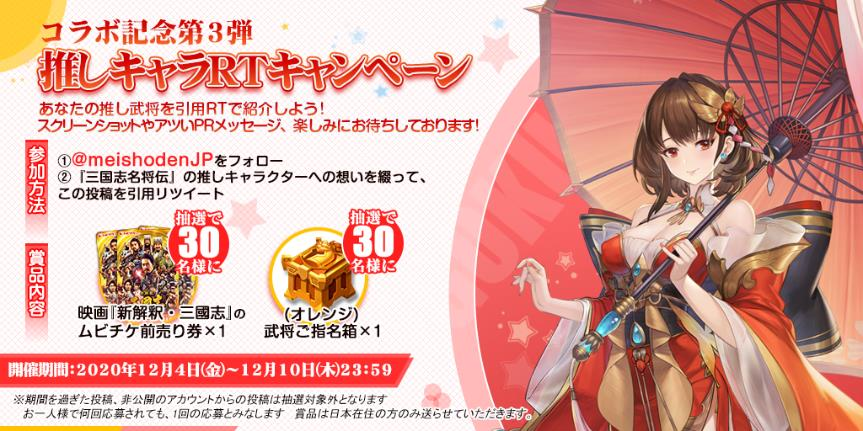 コラボ記念第3弾
推しキャラRTキャンペーン
あなたの推し武将を引用RTで紹介しよう!
スクリーンショットやアツいPRメッセージ、楽しみにお待ちしております!
参加方法
①@meishodenJPをフォロー
②『三国志名将伝』の推しキャラクターへの想いを綴って、
この投稿を引用リツイート
賞品内容
抽選で
30
名様に
映画『新解釈・三國志』の
ムビチケ前売り券×1
抽選で
30
名様に
(オレンジ)
武将ご指名箱×1
開催期間:2020年12月4日(金)~12月10日(木)23:59
※期間を過ぎた投稿、非公開のアカウントからの投稿は抽選対象外となります
お一人様で何回応募されても、1回の応募とみなします 賞品は日本在住の方のみ送らせていただきます。